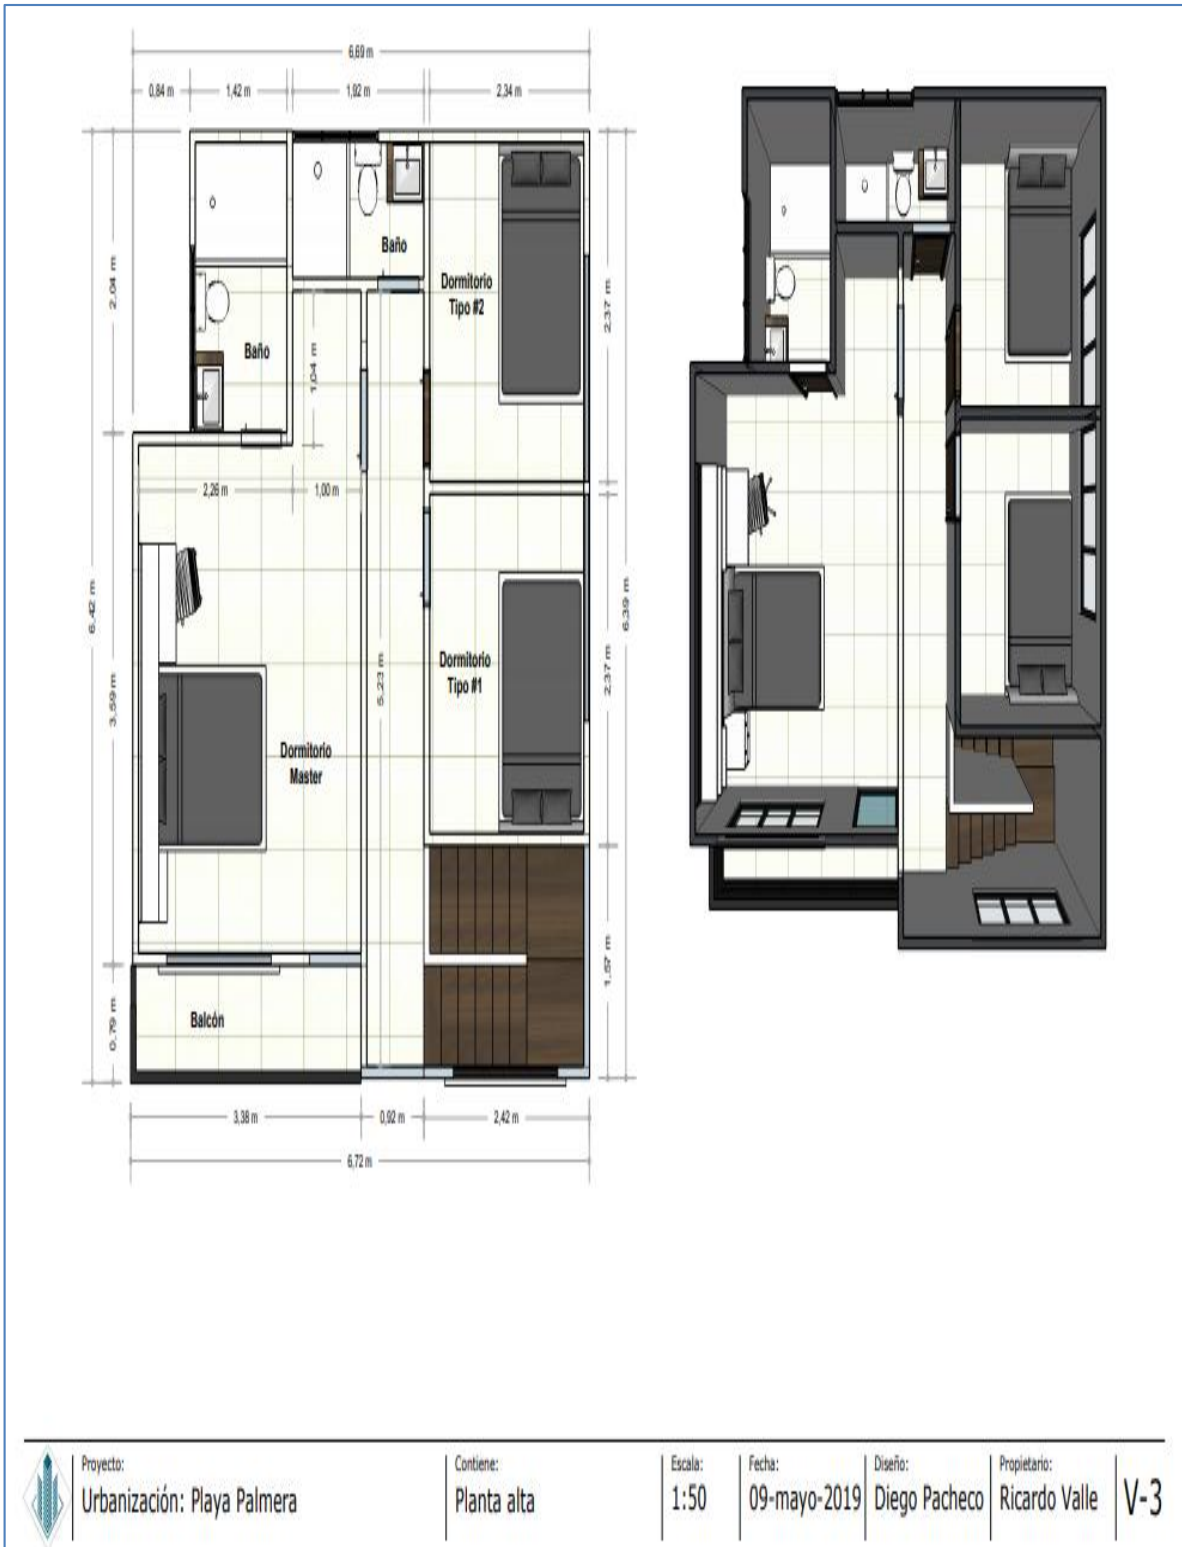 6,69 m
0,84 m
1,42 m
1,92 m
2,34 m
Baño
Dormitorio
Tipo #2
2,04 m
2,37 m
Baño
1,04 m
2,26 m
1,00 m
6,42 m
6,39 m
3,59 m
5,23 m
Dormitorio
Tipo #1
2,37 m
Dormitorio
Master
Balcón
0,79 m
1,57 m
3,38 m
0,92 m
2,42 m
6,72 m
Proyecto:
Urbanización: Playa Palmera
Contiene:
Planta alta
Escala:
1:50
Fecha:
09-mayo-2019
Diseño:
Diego Pacheco
Propietario:
Ricardo Valle
V-3